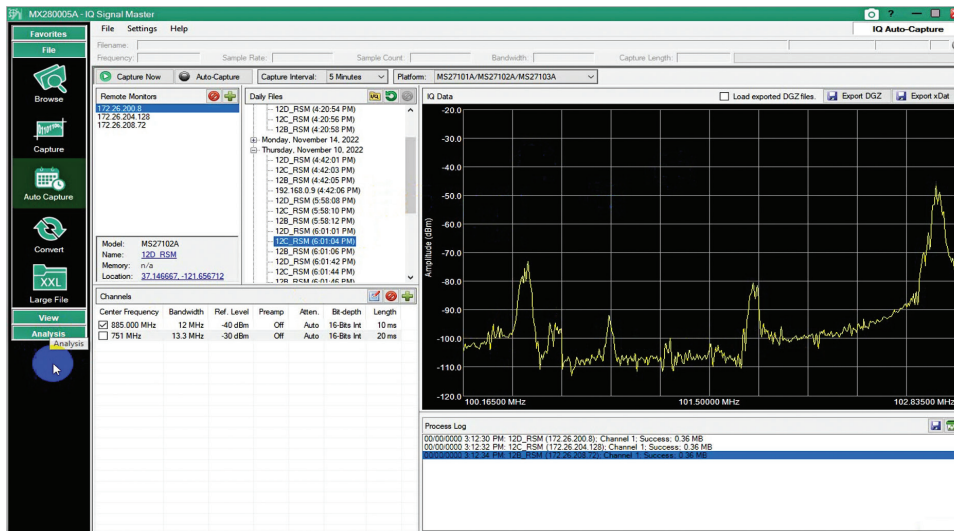 MX280005A - IQ Signal Master
?
Favorites
File
Browse
Capture
Auto Capture
Convert
XXL
Large File
View
Analysis
Analysis
File Settings Help
IQ Auto-Capture
Filename:
Frequency: Sample Rate: Sample Count: Bandwidth: Capture Length:
Capture Now Auto-Capture Capture Interval: 5 Minutes Platform: MS27101A/MS27102A/MS27103A
Remote Monitors
172.26.200.8
172.26.204.128
172.26.208.72
Model: MS27102A
Name: 12D_RSM
Memory: n/a
Location: 37.146667, -121.656712
Daily Files
12D_RSM (4:20:54 PM)
12C_RSM (4:20:56 PM)
12B_RSM (4:20:58 PM)
Monday, November 14, 2022
Thursday, November 10, 2022
12D_RSM (4:42:01 PM)
12C_RSM (4:42:03 PM)
12B_RSM (4:42:05 PM)
192.168.0.9 (4:42:06 PM)
12D_RSM (5:58:08 PM)
12C_RSM (5:58:10 PM)
12B_RSM (5:58:12 PM)
12D_RSM (6:01:01 PM)
12C_RSM (6:01:04 PM)
12B_RSM (6:01:06 PM)
12D_RSM (6:01:42 PM)
12C_RSM (6:01:44 PM)
12B_RSM (6:01:46 PM)
Channels
Center Frequency Bandwidth Ref. Level Preamp Atten. Bit-depth Length
885.000 MHz 12 MHz -40 dBm Off Auto 16-Bits Int 10 ms
751 MHz 13.3 MHz -30 dBm Off Auto 16-Bits Int 20 ms
IQ Data
Load exported DGZ files. Export DGZ Export xDat
Amplitude (dBm)
-20.0
-30.0
-40.0
-50.0
-60.0
-70.0
-80.0
-90.0
-100.0
-110.0
-120.0
100.16500 MHz 101.50000 MHz 102.83500 MHz
Process Log
00/00/0000 3:12:30 PM: 12D_RSM (172.26.200.8); Channel 1; Success; 0.36 MB
00/00/0000 3:12:32 PM: 12C_RSM (172.26.204.128); Channel 1; Success; 0.36 MB
00/00/0000 3:12:34 PM: 12B_RSM (172.26.208.72); Channel 1; Success; 0.36 MB